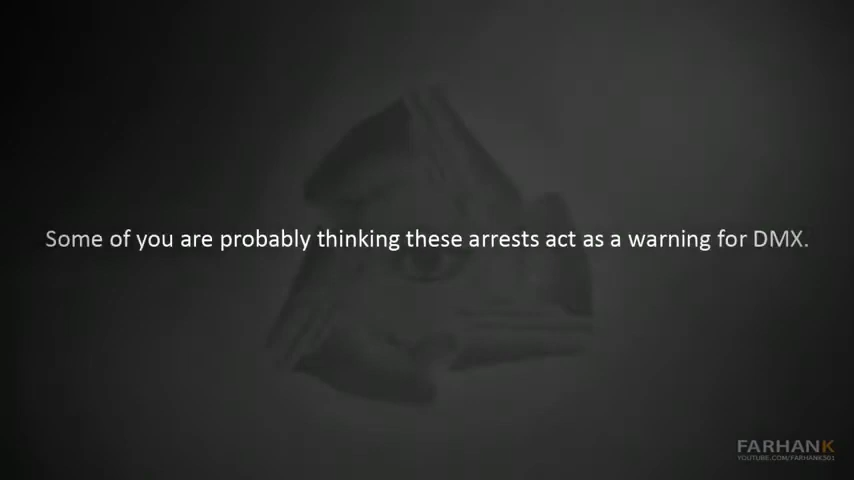 Some of you are probably thinking these arrests act as a warning for DMX.
FARHANK
YOUTUBE.COM/FARHANK501